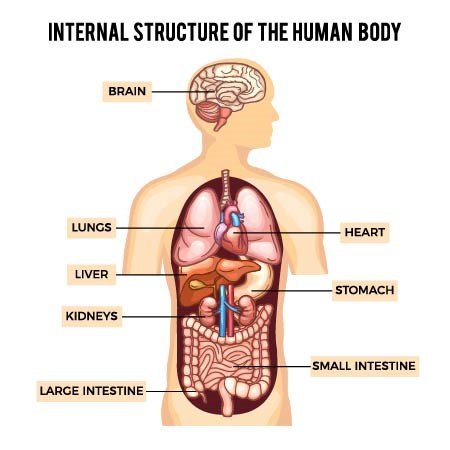 INTERNAL STRUCTURE OF THE HUMAN BODY
BRAIN
LUNGS
HEART
LIVER
STOMACH
KIDNEYS
SMALL INTESTINE
LARGE INTESTINE